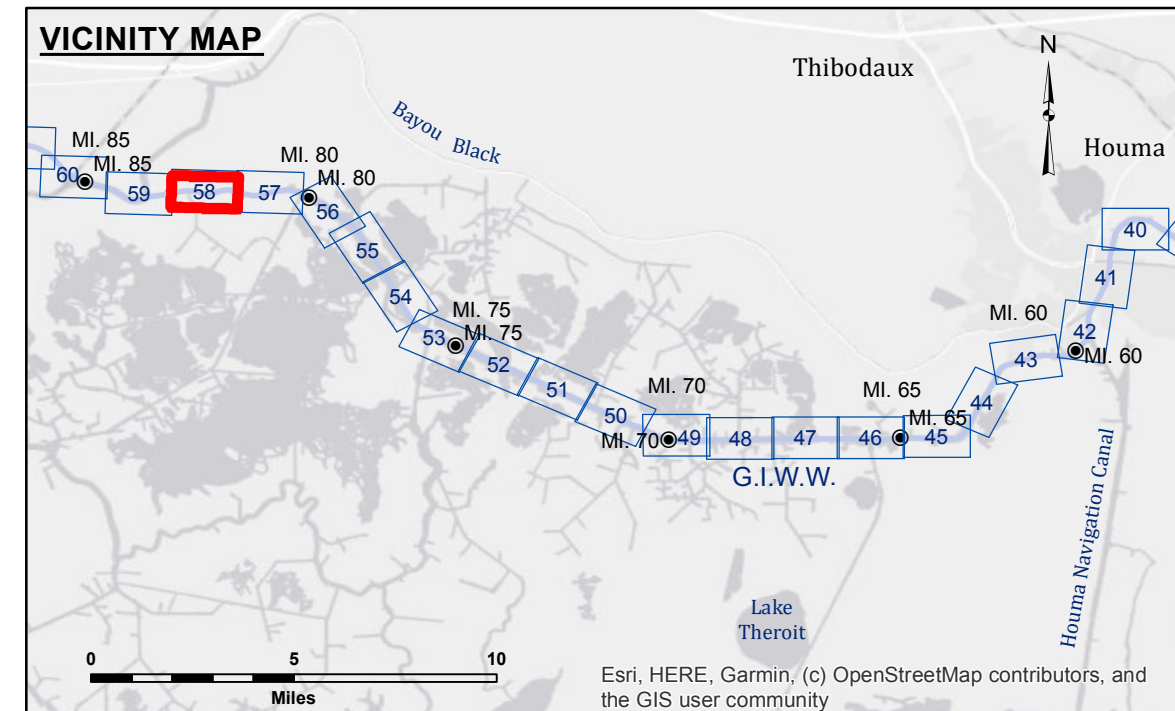 VICINITY MAP
N
Thibodaux
Houma
Bayou Black
MI. 85
MI. 85
60
59
58
57
MI. 80
MI. 80
56
55
54
MI. 75
MI. 75
53
52
51
50
MI. 70
MI. 70
49
48
47
46
MI. 65
MI. 65
45
44
43
MI. 60
MI. 60
42
41
40
G.I.W.W.
Houma Navigation Canal
Lake
Theroit
0
5
10
Miles
Esri, HERE, Garmin, (c) OpenStreetMap contributors, and
the GIS user community